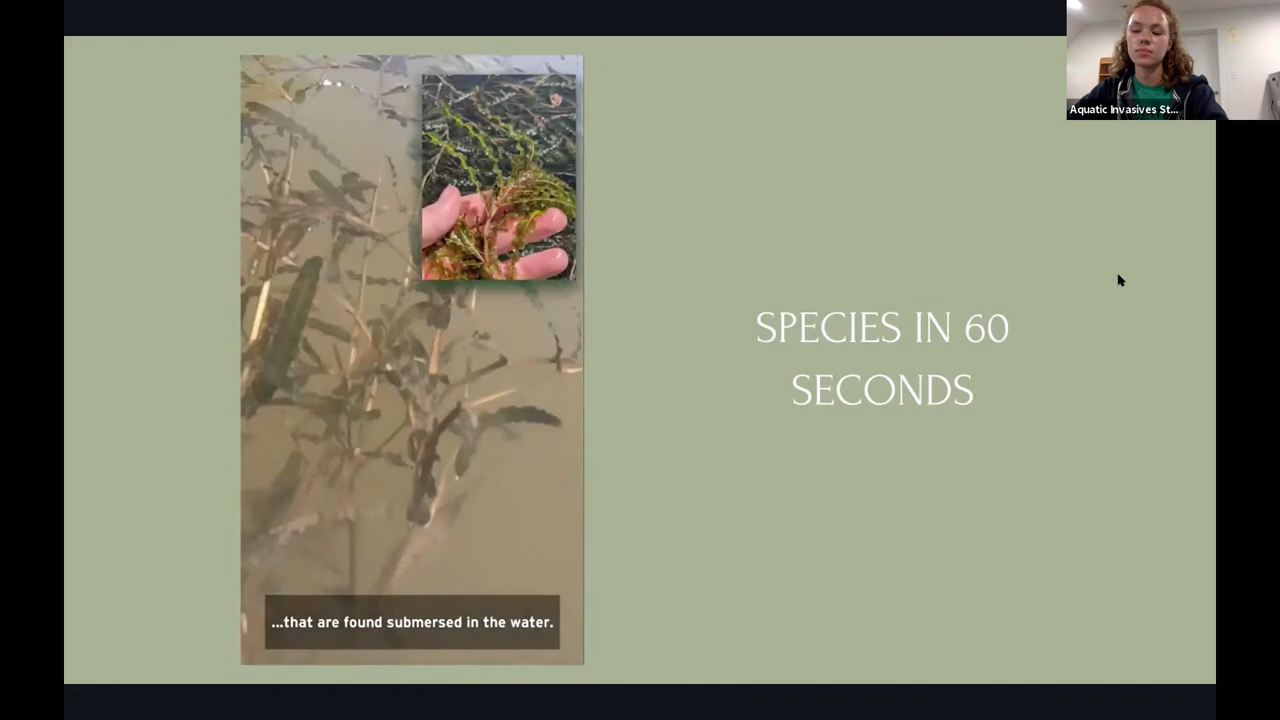 Aquatic Invasives St...
SPECIES IN 60
SECONDS
...that are found submersed in the water.